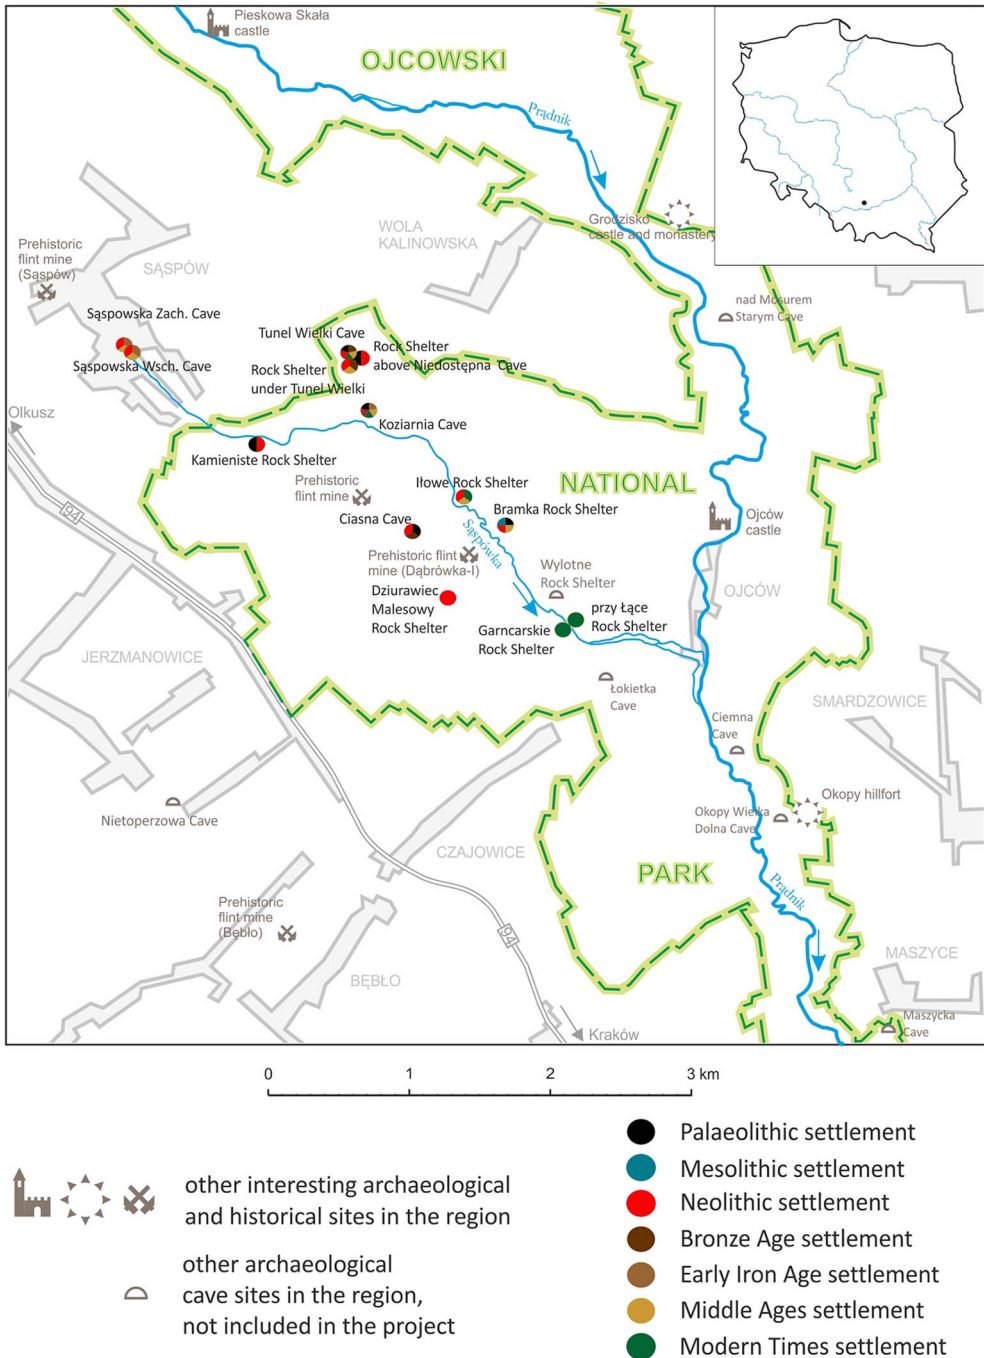 Pieskowa Skała
castle
OJCOWSKI
Prądnik
Grodzisko
castle and monastery
WOLA
KALINOWSKA
Prehistoric
flint mine
(Sąspów)
SĄSPÓW
nad Mosurem
Starym Cave
Sąspowska Zach. Cave
Sąspowska Wsch. Cave
Tunel Wielki Cave
Rock Shelter
above Niedostępna Cave
Rock Shelter
under Tunel Wielki
Olkusz
Koziarnia Cave
Kamieniste Rock Shelter
94
Prehistoric
flint mine
Iłowe Rock Shelter
NATIONAL
Bramka Rock Shelter
Ojców
castle
Ciasna Cave
Sąspówka
Prehistoric flint
mine (Dąbrówka-I)
Wylotne
Rock Shelter
OJCÓW
Dziurawiec
Malesowy
Rock Shelter
przy Łące
Rock Shelter
Garncarskie
Rock Shelter
JERZMANOWICE
Łokietka
Cave
SMARDZOWICE
Ciemna
Cave
Okopy hillfort
Okopy Wielka
Dolna Cave
Nietoperzowa Cave
CZAJOWICE
PARK
Prądnik
Prehistoric
flint mine
(Bębło)
94
BĘBŁO
MASZYCE
Maszycka
Cave
Kraków
0 1 2 3 km
other interesting archaeological
and historical sites in the region
other archaeological
cave sites in the region,
not included in the project
Palaeolithic settlement
Mesolithic settlement
Neolithic settlement
Bronze Age settlement
Early Iron Age settlement
Middle Ages settlement
Modern Times settlement